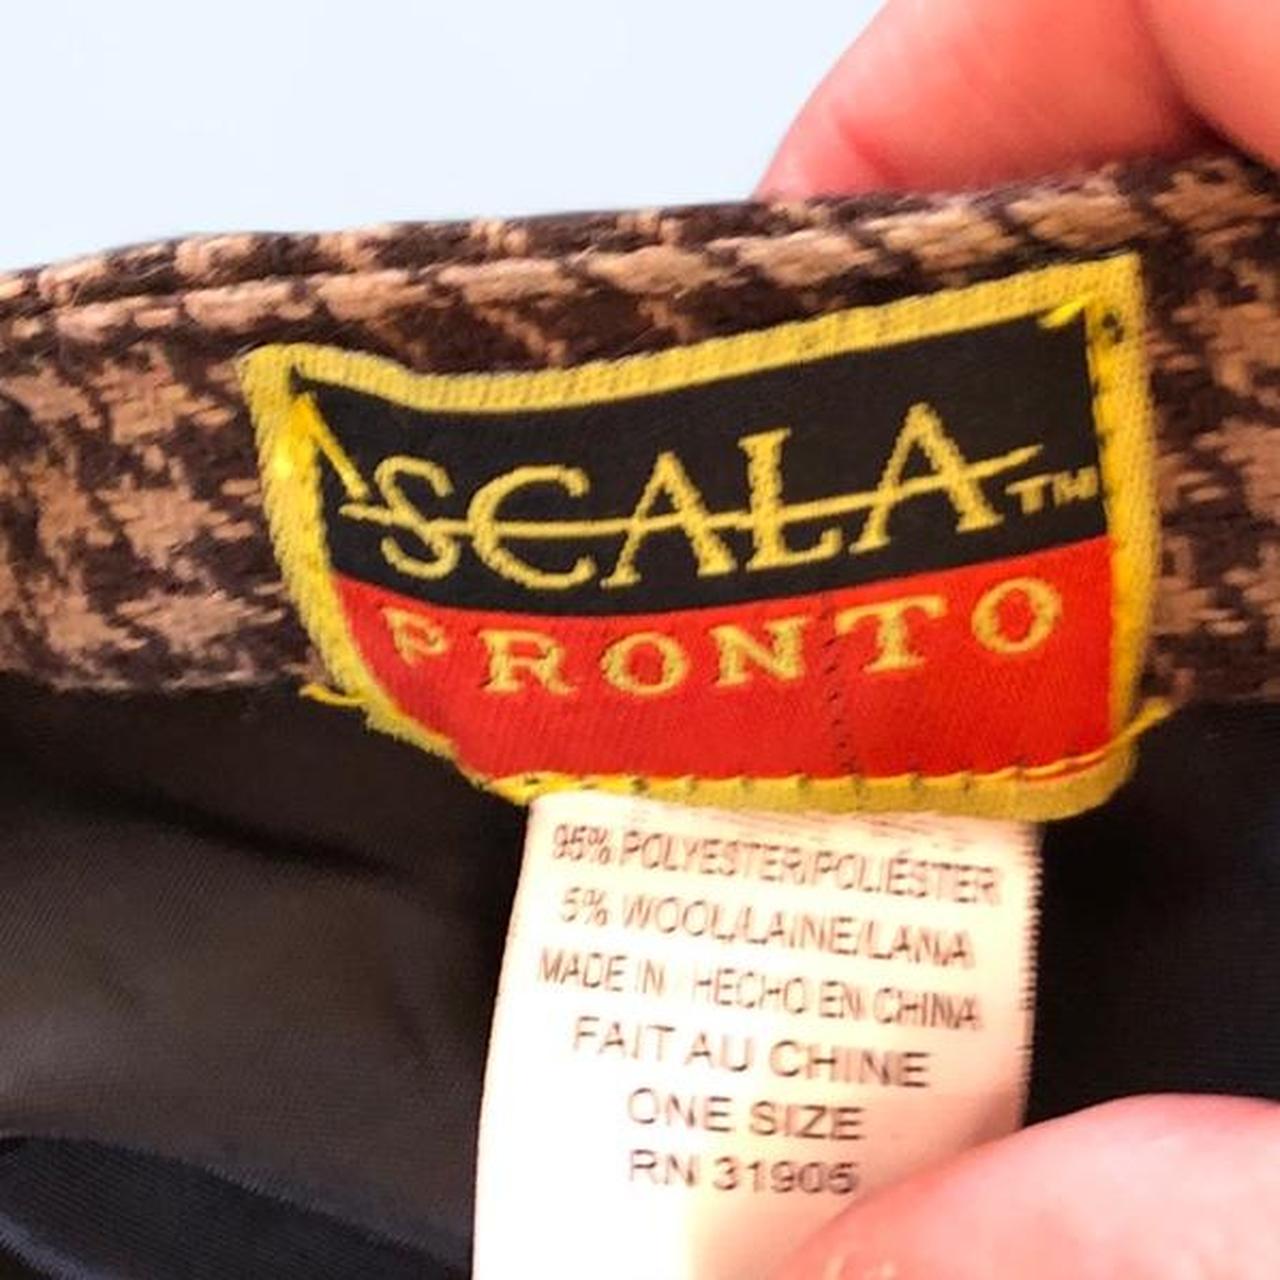 SCALA™
PRONTO
95% POLYESTER/POLIÉSTER
5% WOOL/LAINE/LANA
MADE IN / HECHO EN CHINA
FAIT AU CHINE
ONE SIZE
RN 31905